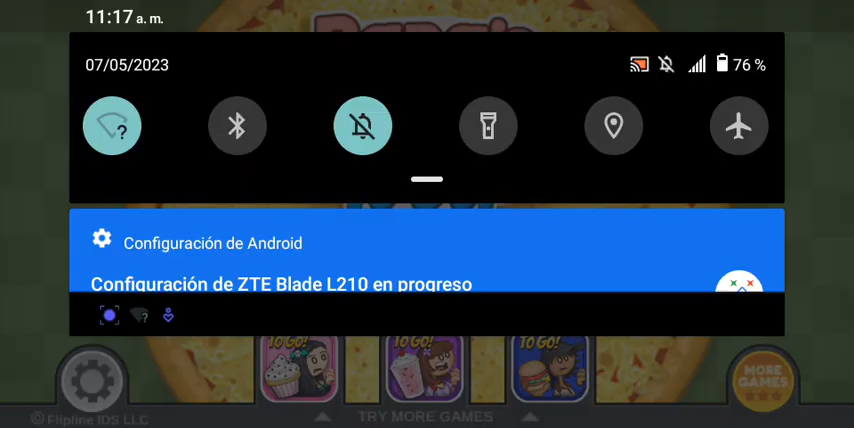 11:17 a. m.
07/05/2023
76 %
?
Configuración de Android
Configuración de ZTE Blade L210 en progreso
?
TO GO!
TO GO!
TO GO!
MORE
GAMES
© Flipline IDS LLC
TRY MORE GAMES